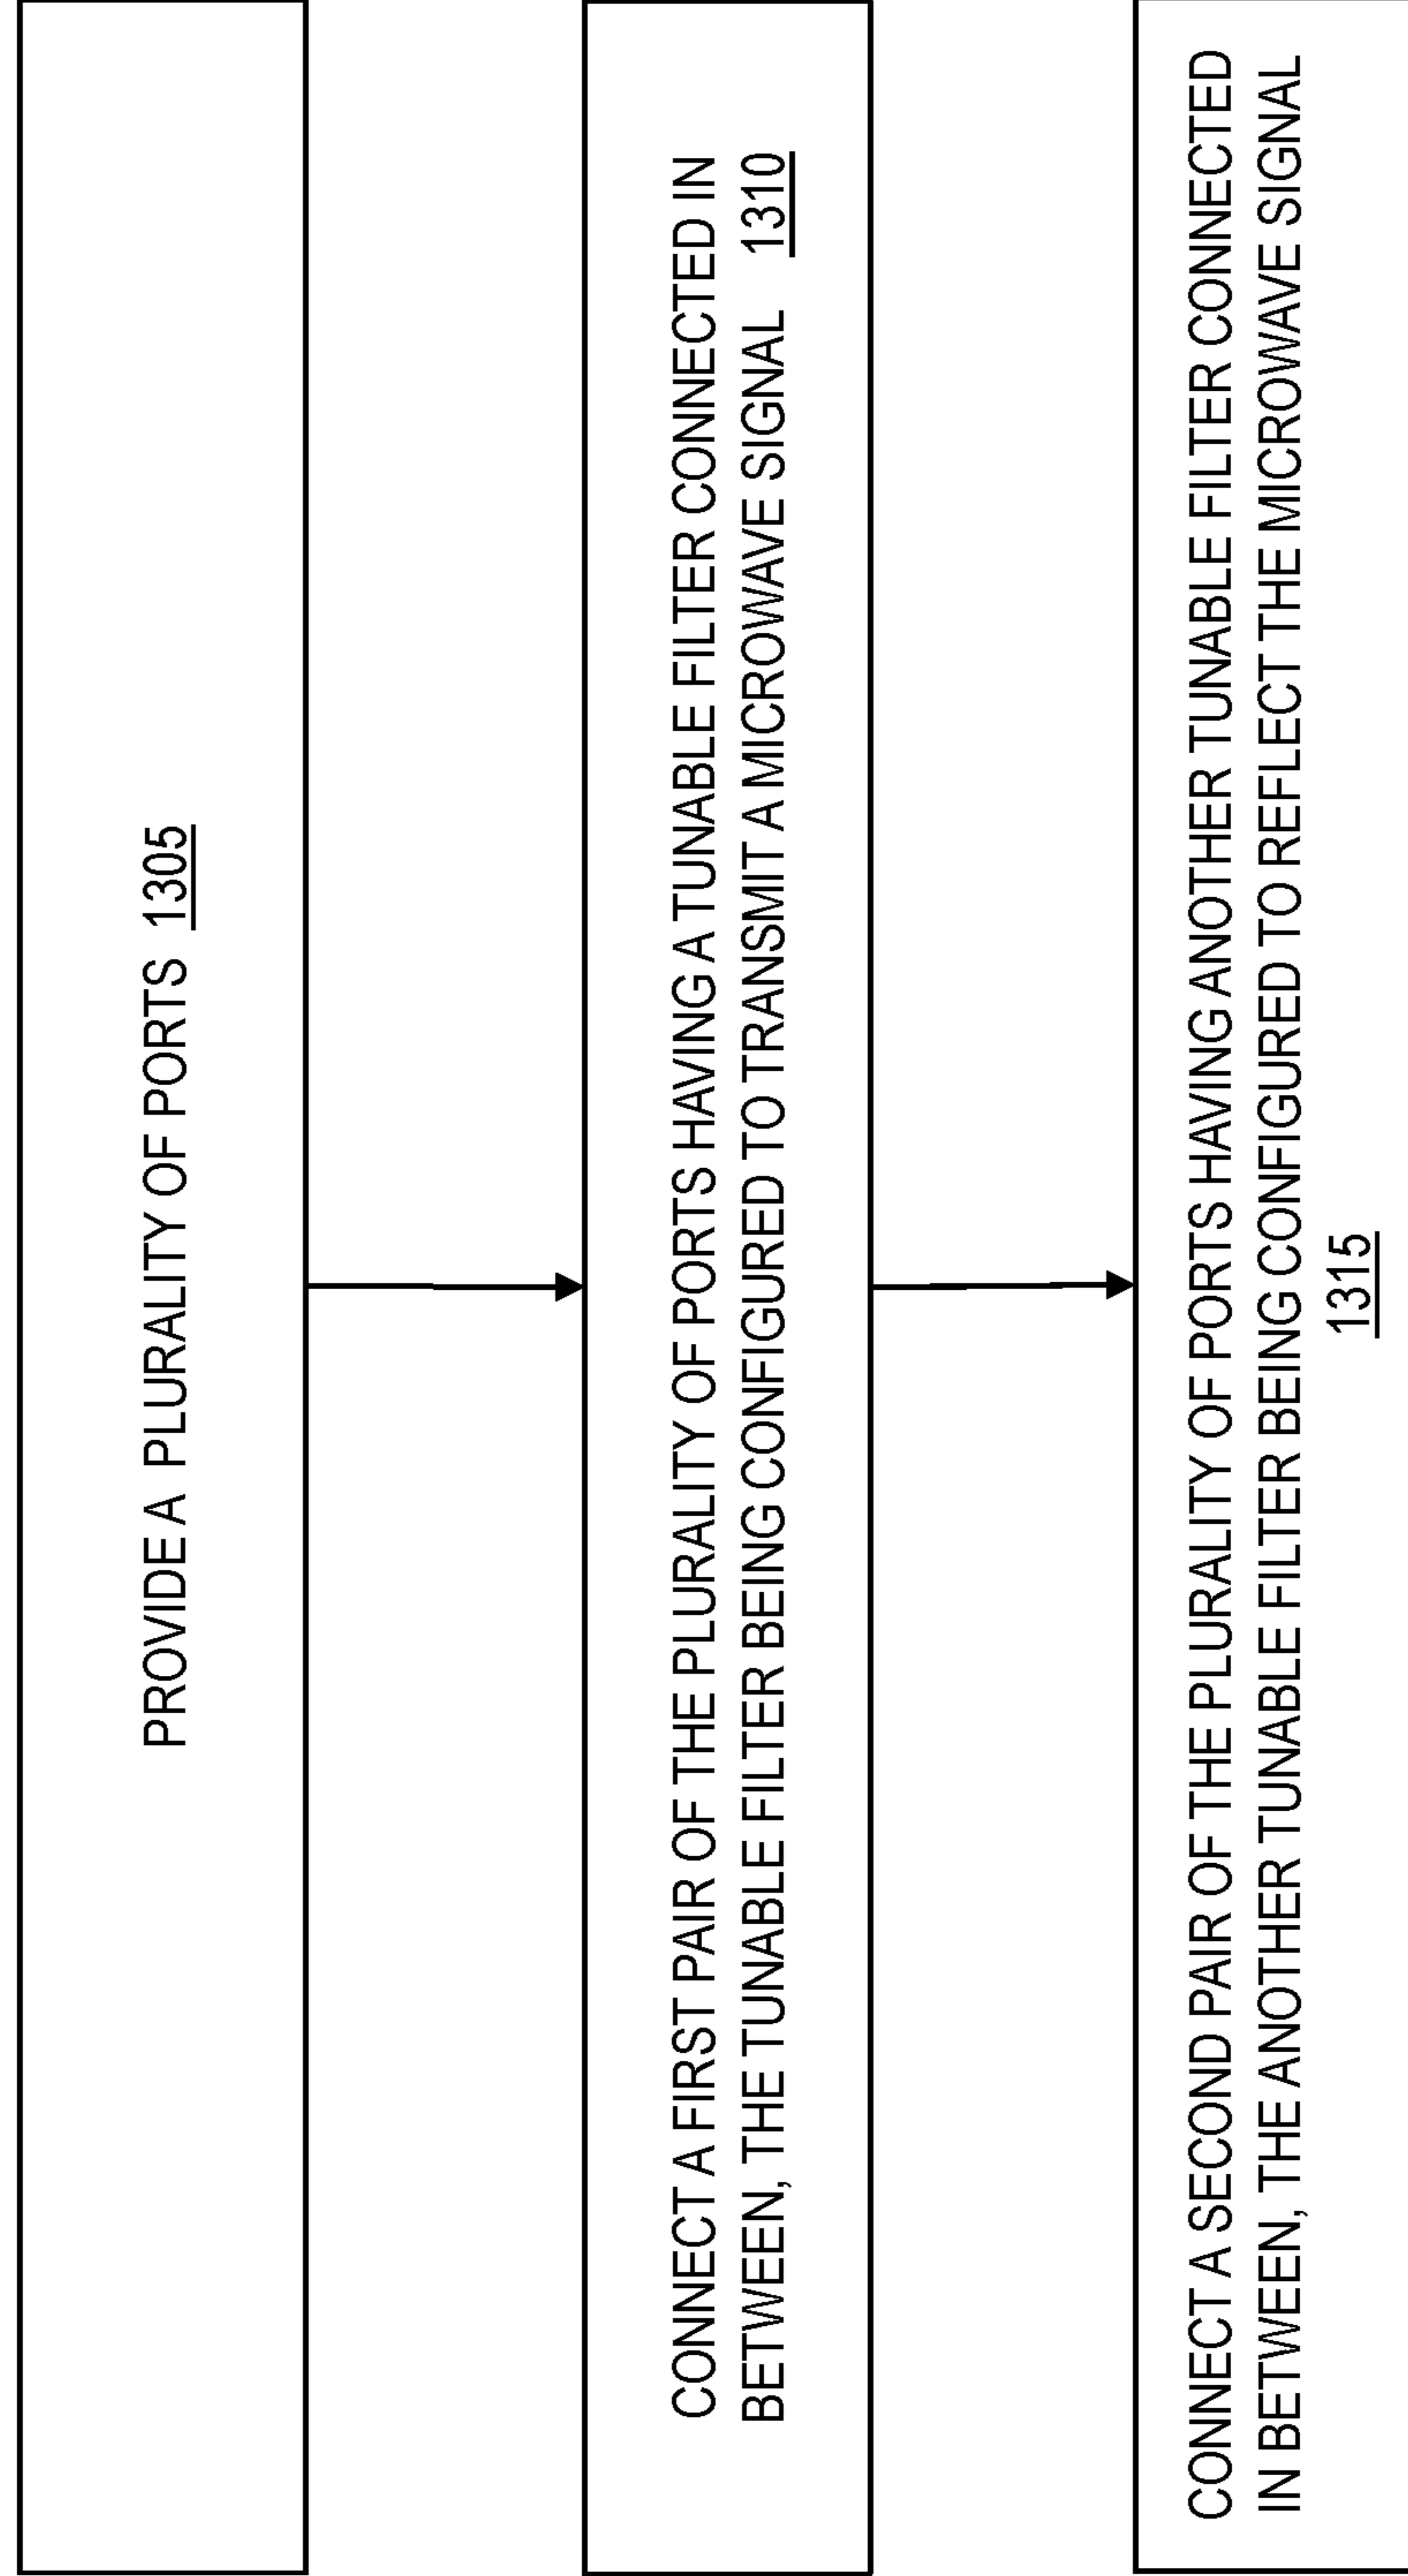 PROVIDE A PLURALITY OF PORTS 1305
CONNECT A FIRST PAIR OF THE PLURALITY OF PORTS HAVING A TUNABLE FILTER CONNECTED IN
BETWEEN, THE TUNABLE FILTER BEING CONFIGURED TO TRANSMIT A MICROWAVE SIGNAL 1310
CONNECT A SECOND PAIR OF THE PLURALITY OF PORTS HAVING ANOTHER TUNABLE FILTER CONNECTED
IN BETWEEN, THE ANOTHER TUNABLE FILTER BEING CONFIGURED TO REFLECT THE MICROWAVE SIGNAL
1315